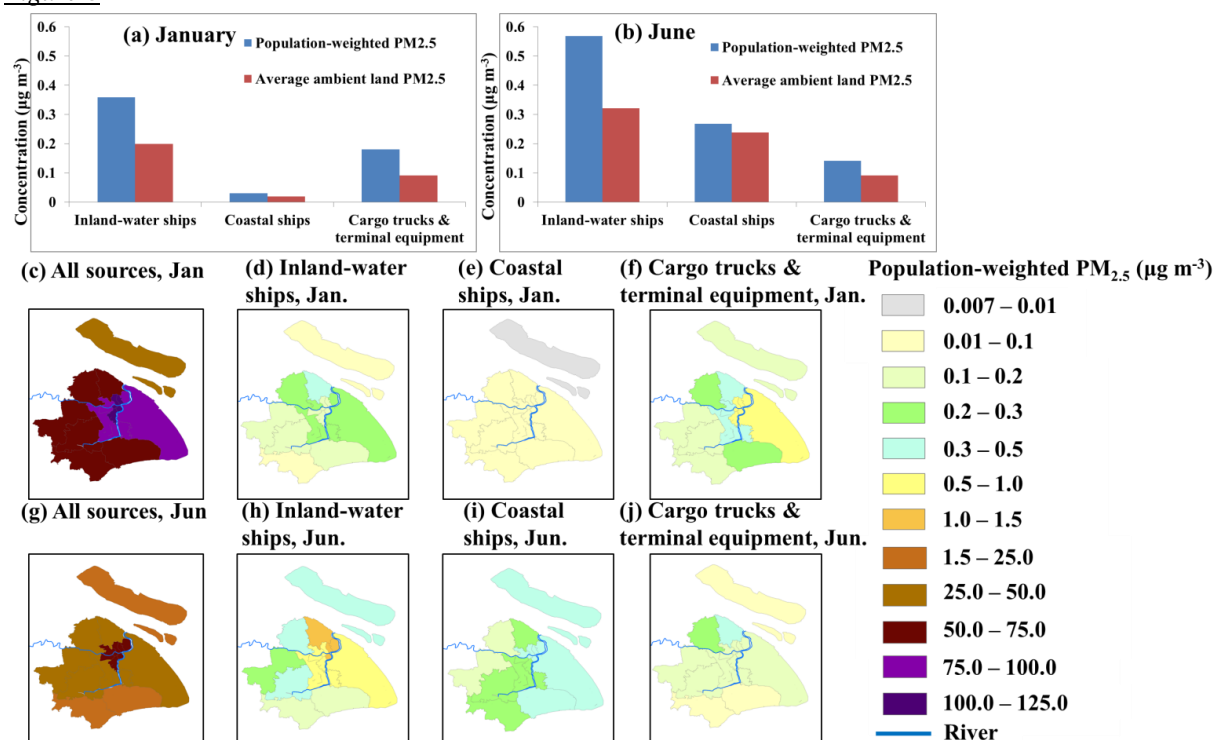 (a) January
Population-weighted PM2.5
Average ambient land PM2.5
Concentration (µg m-3)
0.6
0.5
0.4
0.3
0.2
0.1
0
Inland-water ships
Coastal ships
Cargo trucks &
terminal equipment
(b) June
Population-weighted PM2.5
Average ambient land PM2.5
Concentration (µg m-3)
0.6
0.5
0.4
0.3
0.2
0.1
0
Inland-water ships
Coastal ships
Cargo trucks &
terminal equipment
(c) All sources, Jan
(d) Inland-water
ships, Jan.
(e) Coastal
ships, Jan.
(f) Cargo trucks &
terminal equipment, Jan.
(g) All sources, Jun
(h) Inland-water
ships, Jun.
(i) Coastal
ships, Jun.
(j) Cargo trucks &
terminal equipment, Jun.
Population-weighted PM2.5 (µg m-3)
0.007 – 0.01
0.01 – 0.1
0.1 – 0.2
0.2 – 0.3
0.3 – 0.5
0.5 – 1.0
1.0 – 1.5
1.5 – 25.0
25.0 – 50.0
50.0 – 75.0
75.0 – 100.0
100.0 – 125.0
River